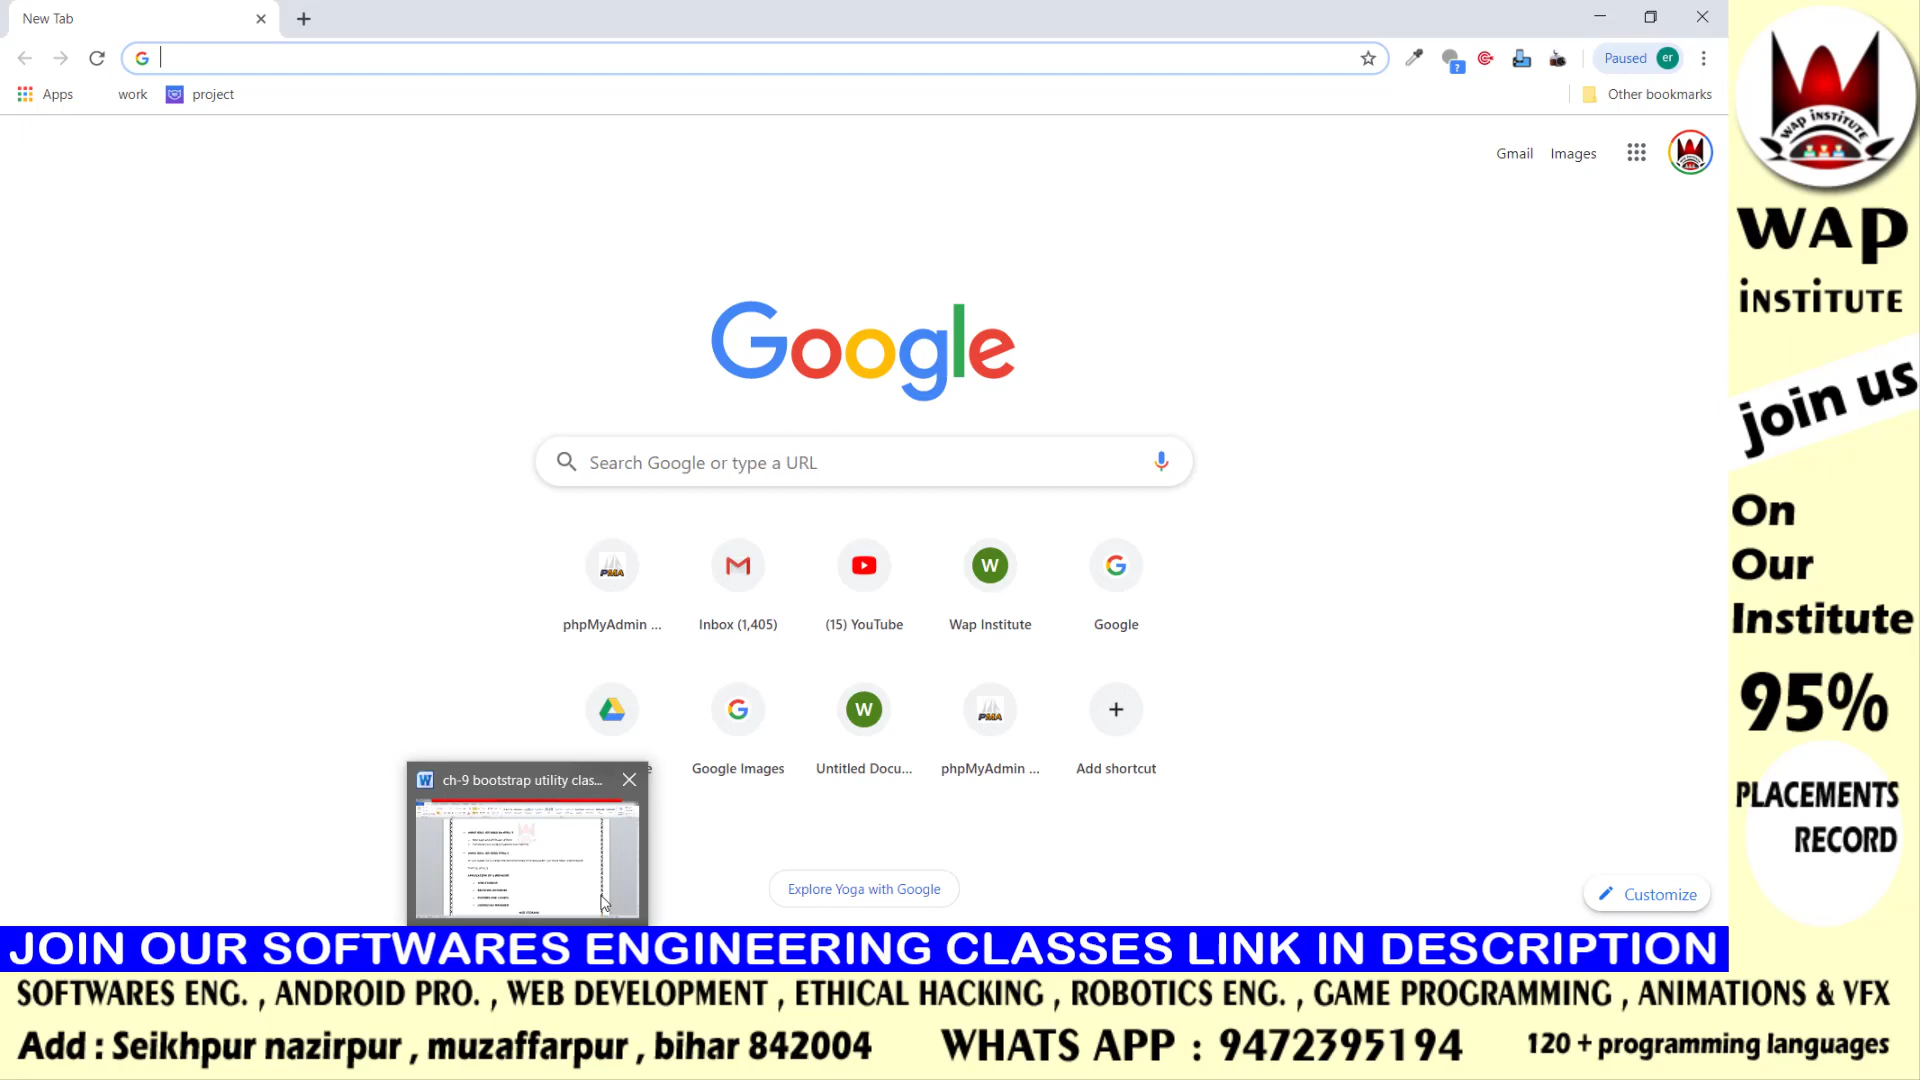 New Tab
Paused
er
Apps
work
project
Other bookmarks
Gmail
Images
WAP INSTITUTE
Google
Search Google or type a URL
phpMyAdmin ...
Inbox (1,405)
(15) YouTube
W
Wap Institute
Google
Google Images
W
Untitled Docu...
phpMyAdmin ...
Add shortcut
ch-9 bootstrap utility clas...
Explore Yoga with Google
Customize
WAP
INSTITUTE
join us
On
Our
Institute
95%
PLACEMENTS
RECORD
JOIN OUR SOFTWARES ENGINEERING CLASSES LINK IN DESCRIPTION
SOFTWARES ENG. , ANDROID PRO. , WEB DEVELOPMENT , ETHICAL HACKING , ROBOTICS ENG. , GAME PROGRAMMING , ANIMATIONS & VFX
Add : Seikhpur nazirpur , muzaffarpur , bihar 842004
WHATS APP : 9472395194
120 + programming languages